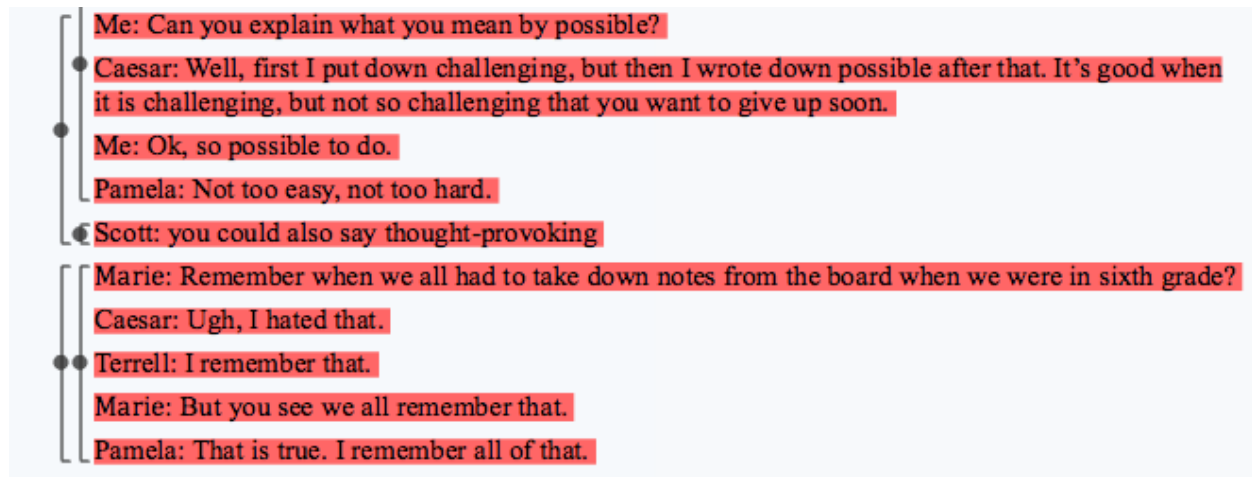 Me: Can you explain what you mean by possible?
Caesar: Well, first I put down challenging, but then I wrote down possible after that. It’s good when
it is challenging, but not so challenging that you want to give up soon.
Me: Ok, so possible to do.
Pamela: Not too easy, not too hard.
Scott: you could also say thought-provoking
Marie: Remember when we all had to take down notes from the board when we were in sixth grade?
Caesar: Ugh, I hated that.
Terrell: I remember that.
Marie: But you see we all remember that.
Pamela: That is true. I remember all of that.